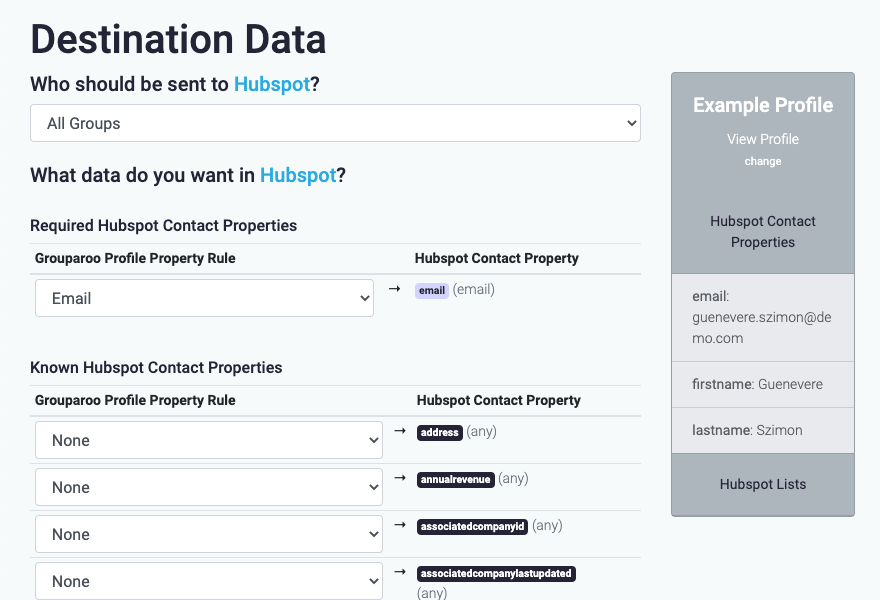 Destination Data
Who should be sent to Hubspot?
All Groups
What data do you want in Hubspot?
Required Hubspot Contact Properties
Grouparoo Profile Property Rule Hubspot Contact Property
Email → email (email)
Known Hubspot Contact Properties
Grouparoo Profile Property Rule Hubspot Contact Property
None → address (any)
None → annualrevenue (any)
None → associatedcompanyid (any)
None → associatedcompanylastupdated
(any)
Example Profile
View Profile
change
Hubspot Contact
Properties
email:
guenevere.szimon@de
mo.com
firstname: Guenevere
lastname: Szimon
Hubspot Lists